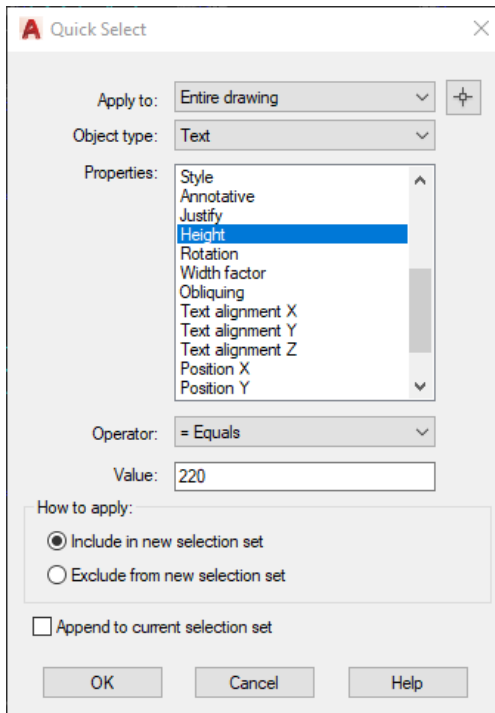 A Quick Select
Apply to: Entire drawing
Object type: Text
Properties:
Style
Annotative
Justify
Height
Rotation
Width factor
Obliquing
Text alignment X
Text alignment Y
Text alignment Z
Position X
Position Y
Operator: = Equals
Value: 220
How to apply:
Include in new selection set
Exclude from new selection set
Append to current selection set
OK Cancel Help